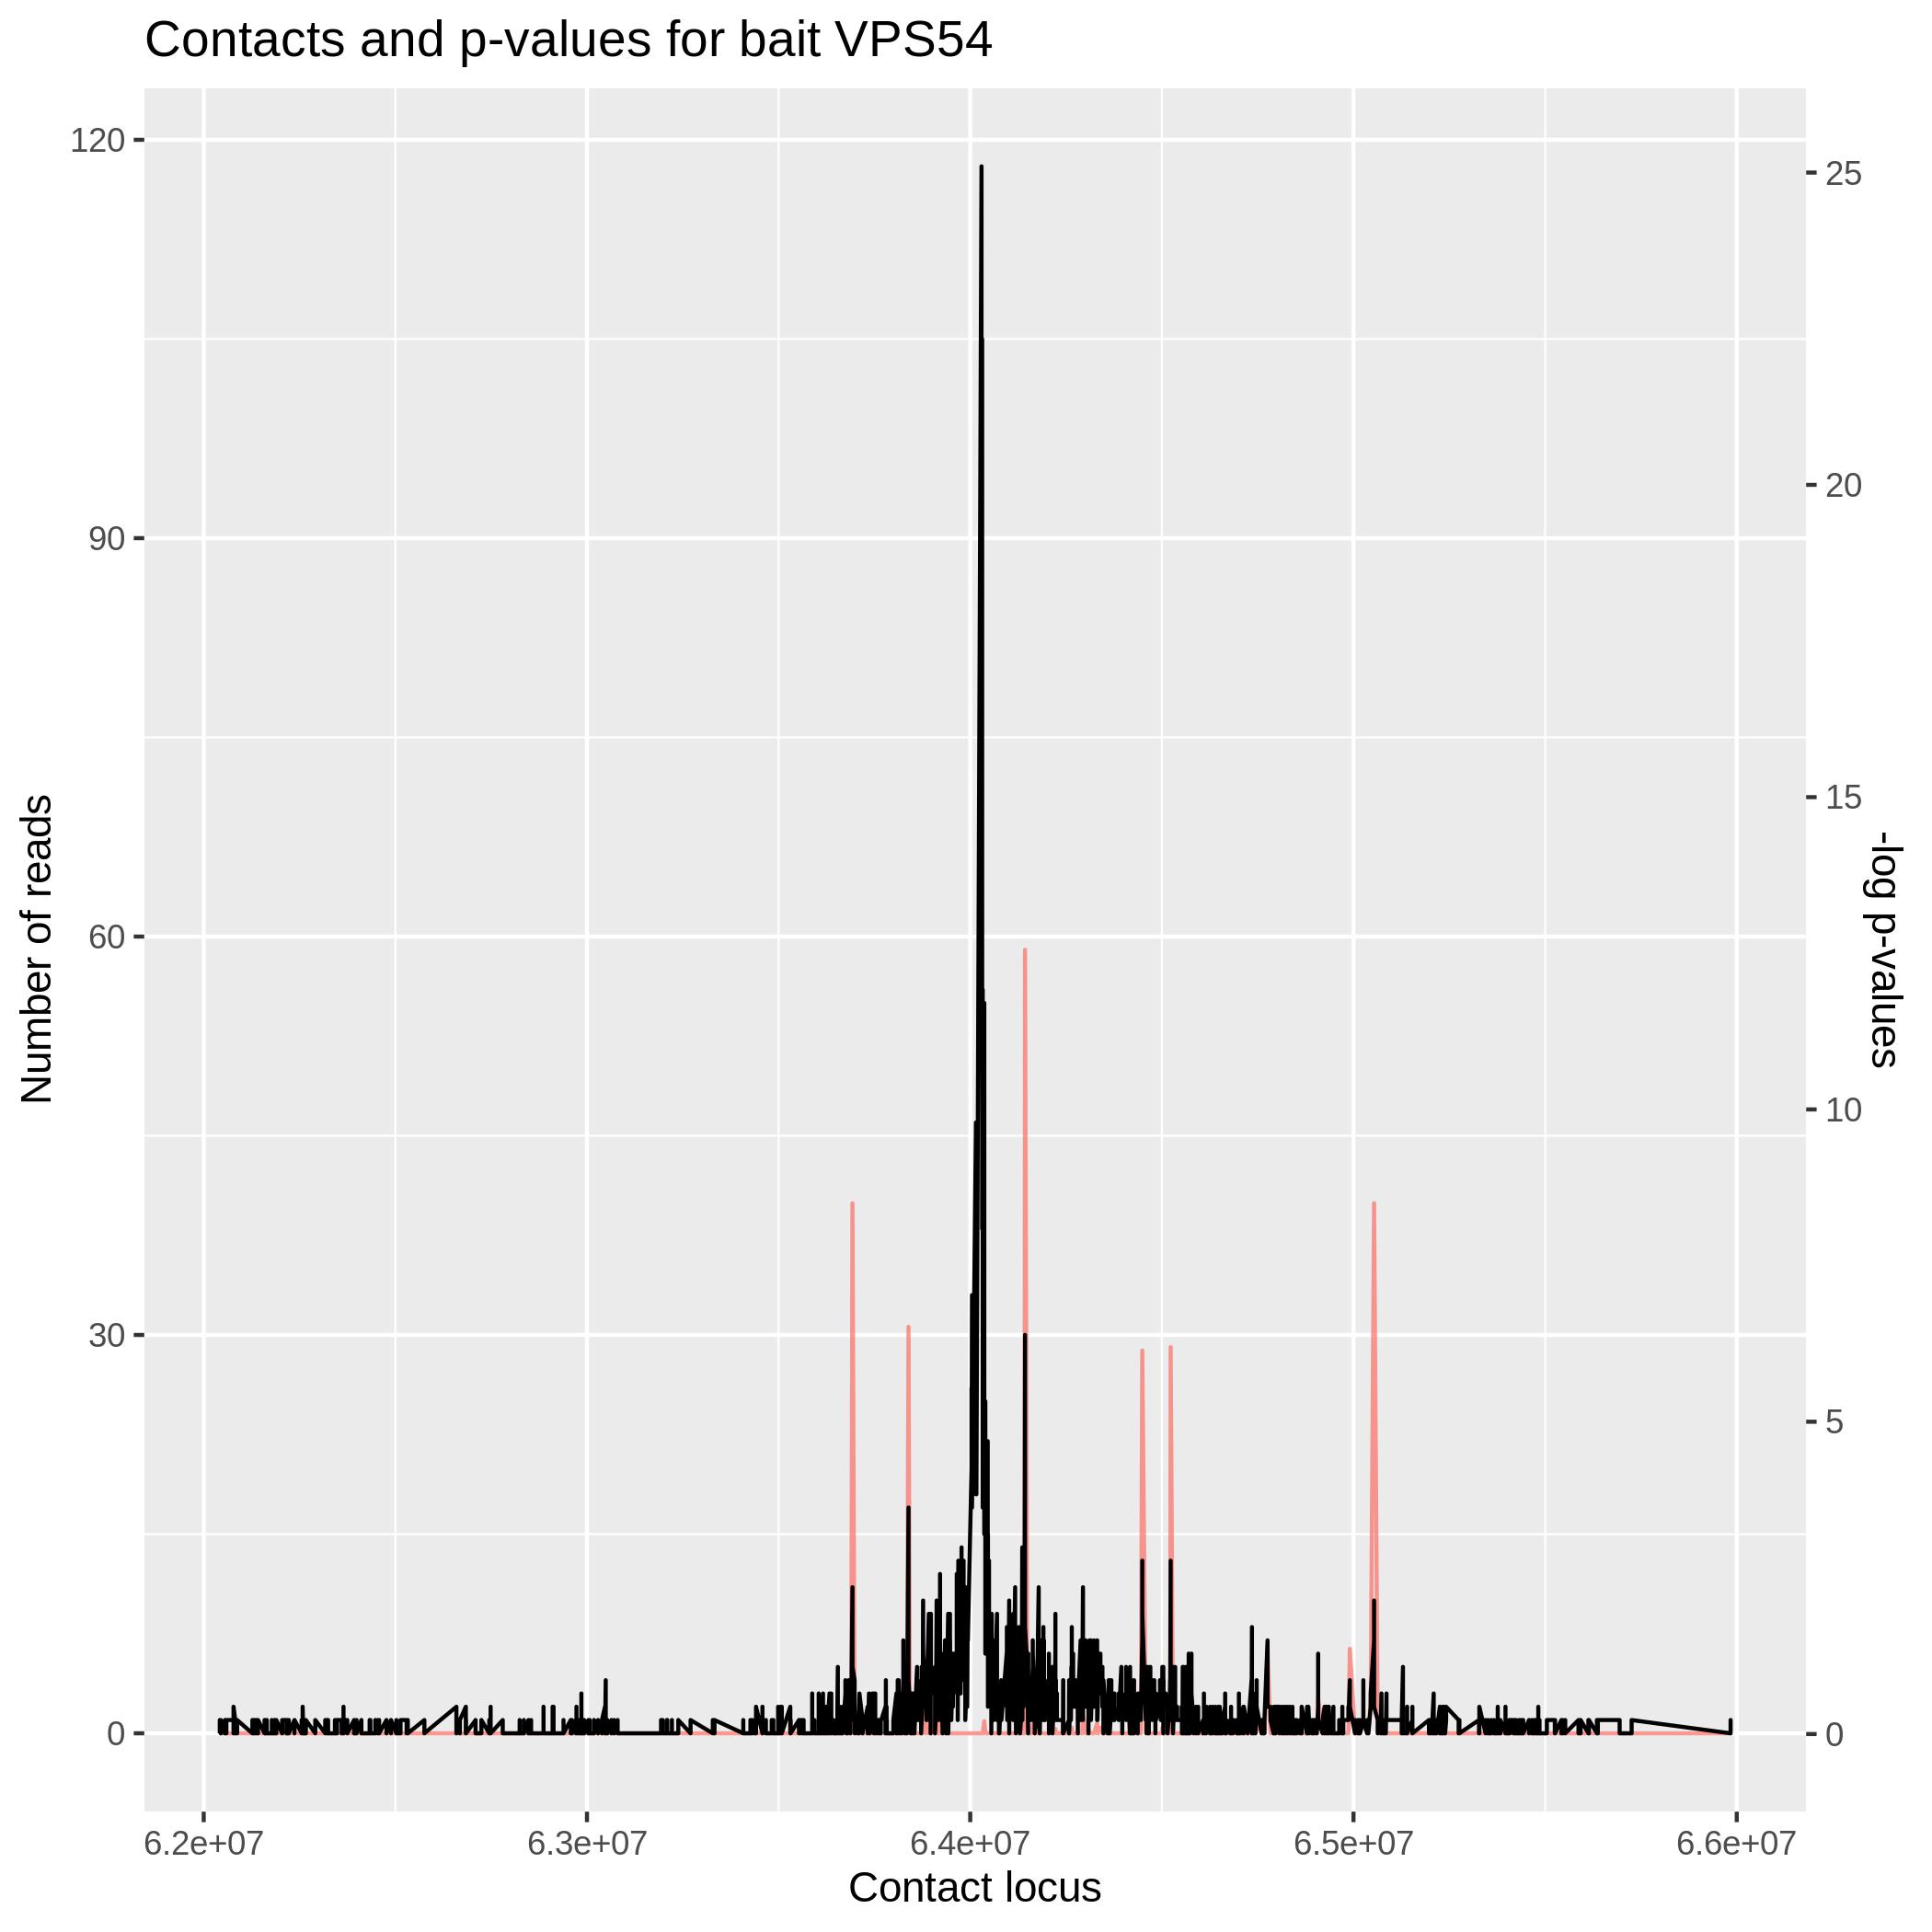 Contacts and p-values for bait VPS54
120
90
60
30
0
Number of reads
25
20
15
10
5
0
-log p-values
6.2e+07 6.3e+07 6.4e+07 6.5e+07 6.6e+07
Contact locus